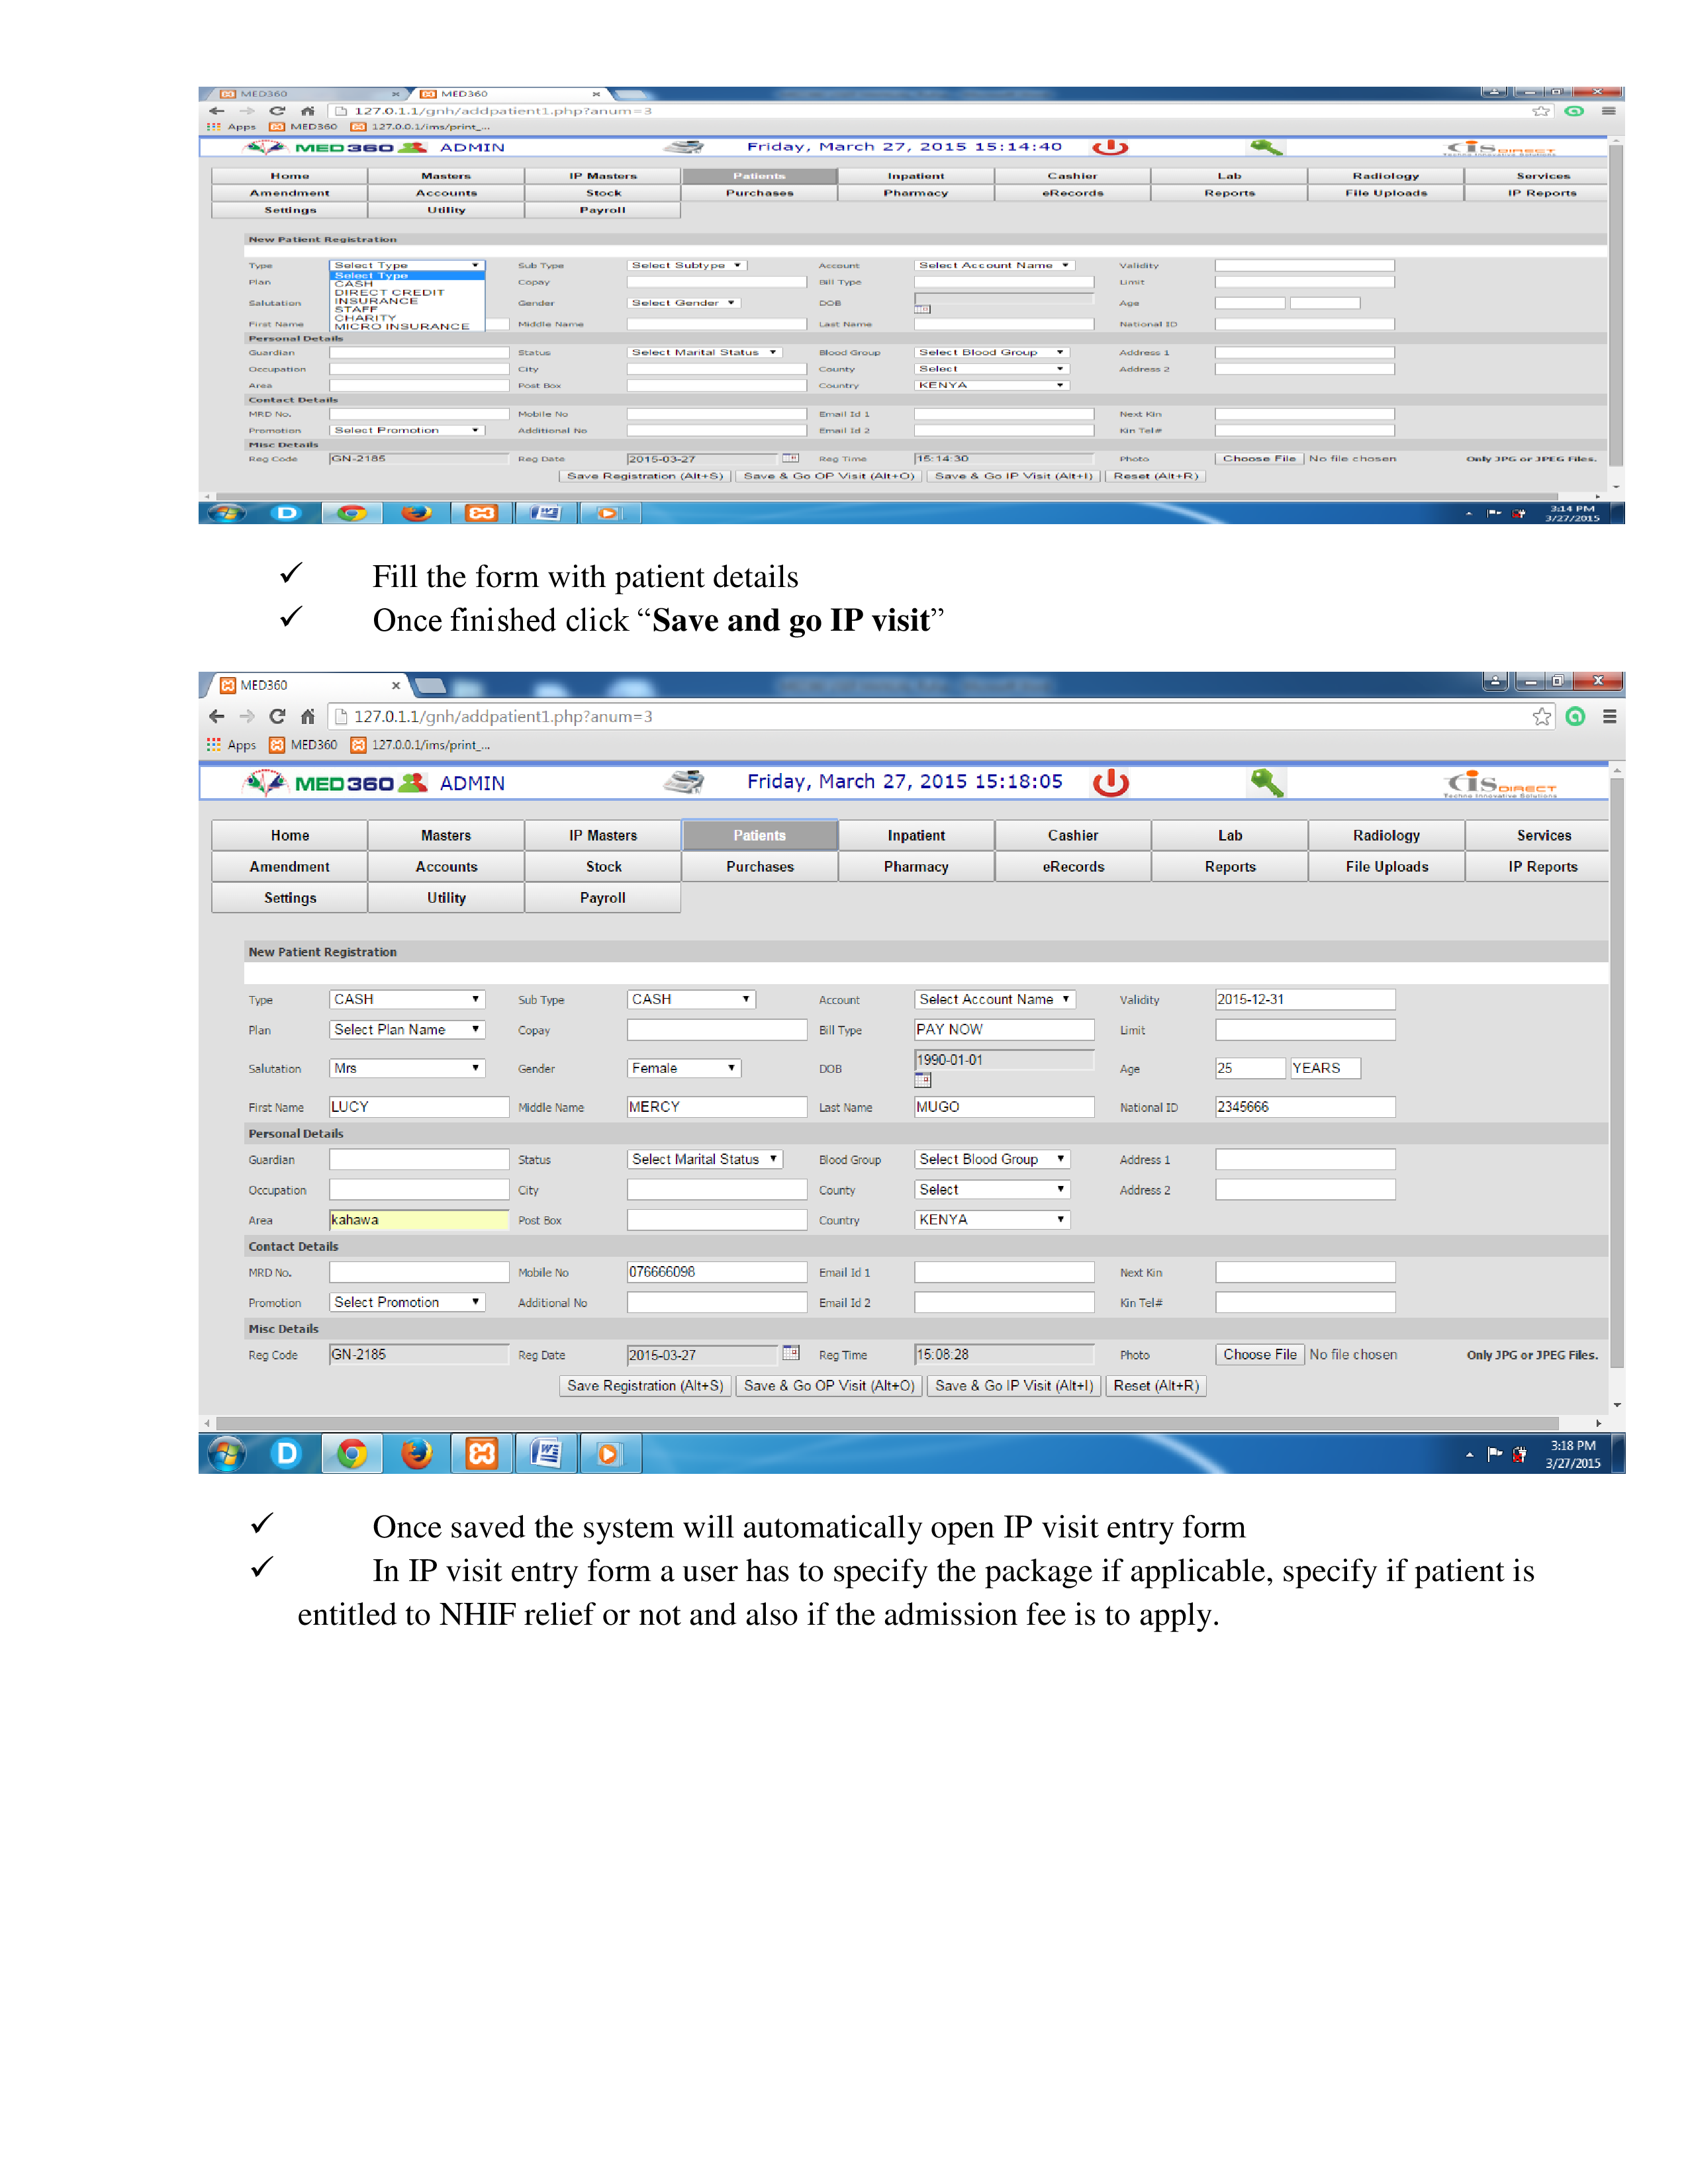 MED360 MED360
127.0.1.1/gnh/addpatient1.php?anum=3
Apps MED360 127.0.0.1/ims/print_...
MED360 ADMIN Friday, March 27, 2015 15:14:40 CIS DIRECT
Techno Innovative Solutions
Home Masters IP Masters Patients Inpatient Cashier Lab Radiology Services
Amendment Accounts Stock Purchases Pharmacy eRecords Reports File Uploads IP Reports
Settings Utility Payroll
New Patient Registration
Type Select Type Sub Type Select Subtype Account Select Account Name Validity
Select Type
Plan CASH Copay Bill Type Limit
DIRECT CREDIT
Salutation INSURANCE Gender Select Gender DOB Age
STAFF
CHARITY
First Name MICRO INSURANCE Middle Name Last Name National ID
Personal Details
Guardian Status Select Marital Status Blood Group Select Blood Group Address 1
Occupation City County Select Address 2
Area Post Box Country KENYA
Contact Details
MRD No. Mobile No Email Id 1 Next Kin
Promotion Select Promotion Additional No Email Id 2 Kin Tel#
Misc Details
Reg Code GN-2185 Reg Date 2015-03-27 Reg Time 15:14:30 Photo Choose File No file chosen Only JPG or JPEG Files.
Save Registration (Alt+S) Save & Go OP Visit (Alt+O) Save & Go IP Visit (Alt+I) Reset (Alt+R)
3:14 PM
3/27/2015
✓ Fill the form with patient details
✓ Once finished click “Save and go IP visit”
MED360
127.0.1.1/gnh/addpatient1.php?anum=3
Apps MED360 127.0.0.1/ims/print_...
MED360 ADMIN Friday, March 27, 2015 15:18:05 CIS DIRECT
Techno Innovative Solutions
Home Masters IP Masters Patients Inpatient Cashier Lab Radiology Services
Amendment Accounts Stock Purchases Pharmacy eRecords Reports File Uploads IP Reports
Settings Utility Payroll
New Patient Registration
Type CASH Sub Type CASH Account Select Account Name Validity 2015-12-31
Plan Select Plan Name Copay Bill Type PAY NOW Limit
Salutation Mrs Gender Female DOB 1990-01-01 Age 25 YEARS
First Name LUCY Middle Name MERCY Last Name MUGO National ID 2345666
Personal Details
Guardian Status Select Marital Status Blood Group Select Blood Group Address 1
Occupation City County Select Address 2
Area kahawa Post Box Country KENYA
Contact Details
MRD No. Mobile No 076666098 Email Id 1 Next Kin
Promotion Select Promotion Additional No Email Id 2 Kin Tel#
Misc Details
Reg Code GN-2185 Reg Date 2015-03-27 Reg Time 15:08:28 Photo Choose File No file chosen Only JPG or JPEG Files.
Save Registration (Alt+S) Save & Go OP Visit (Alt+O) Save & Go IP Visit (Alt+I) Reset (Alt+R)
3:18 PM
3/27/2015
✓ Once saved the system will automatically open IP visit entry form
✓ In IP visit entry form a user has to specify the package if applicable, specify if patient is
entitled to NHIF relief or not and also if the admission fee is to apply.